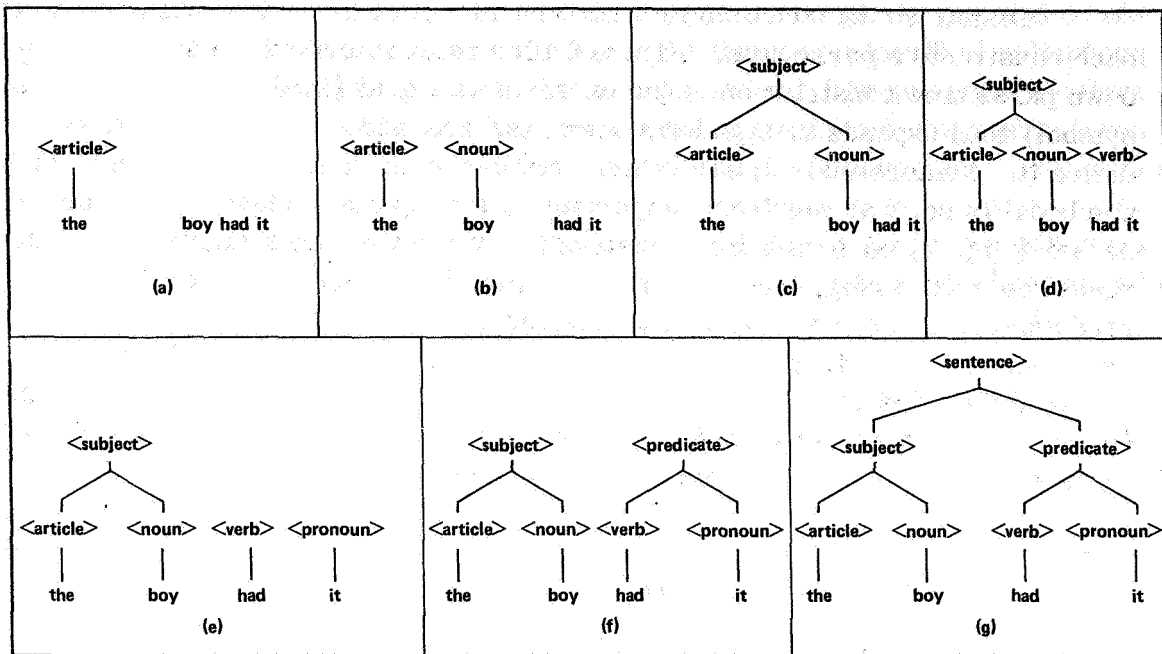 <article>
the boy had it
(a)
<article> <noun>
the boy had it
(b)
<subject>
<article> <noun>
the boy had it
(c)
<subject>
<article> <noun> <verb>
the boy had it
(d)
<subject>
<article> <noun> <verb> <pronoun>
the boy had it
(e)
<subject> <predicate>
<article> <noun> <verb> <pronoun>
the boy had it
(f)
<sentence>
<subject> <predicate>
<article> <noun> <verb> <pronoun>
the boy had it
(g)